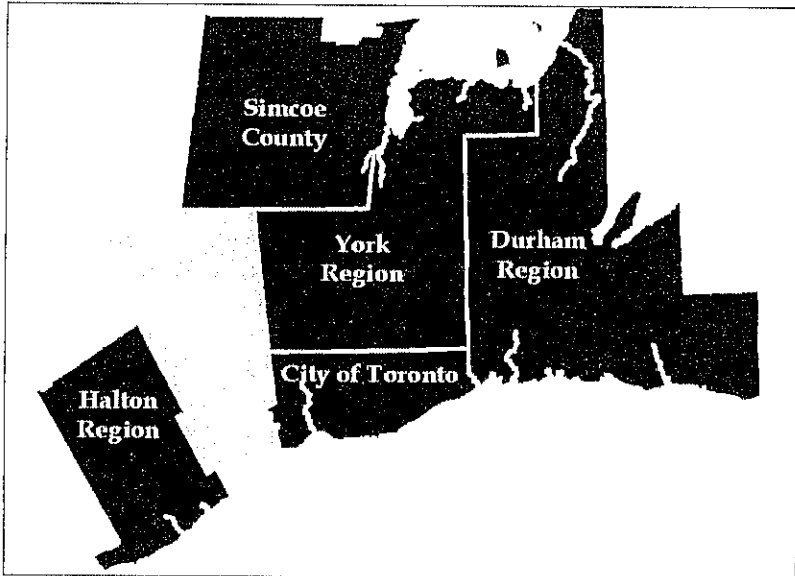 Simcoe
County
York
Region
Durham
Region
City of Toronto
Halton
Region